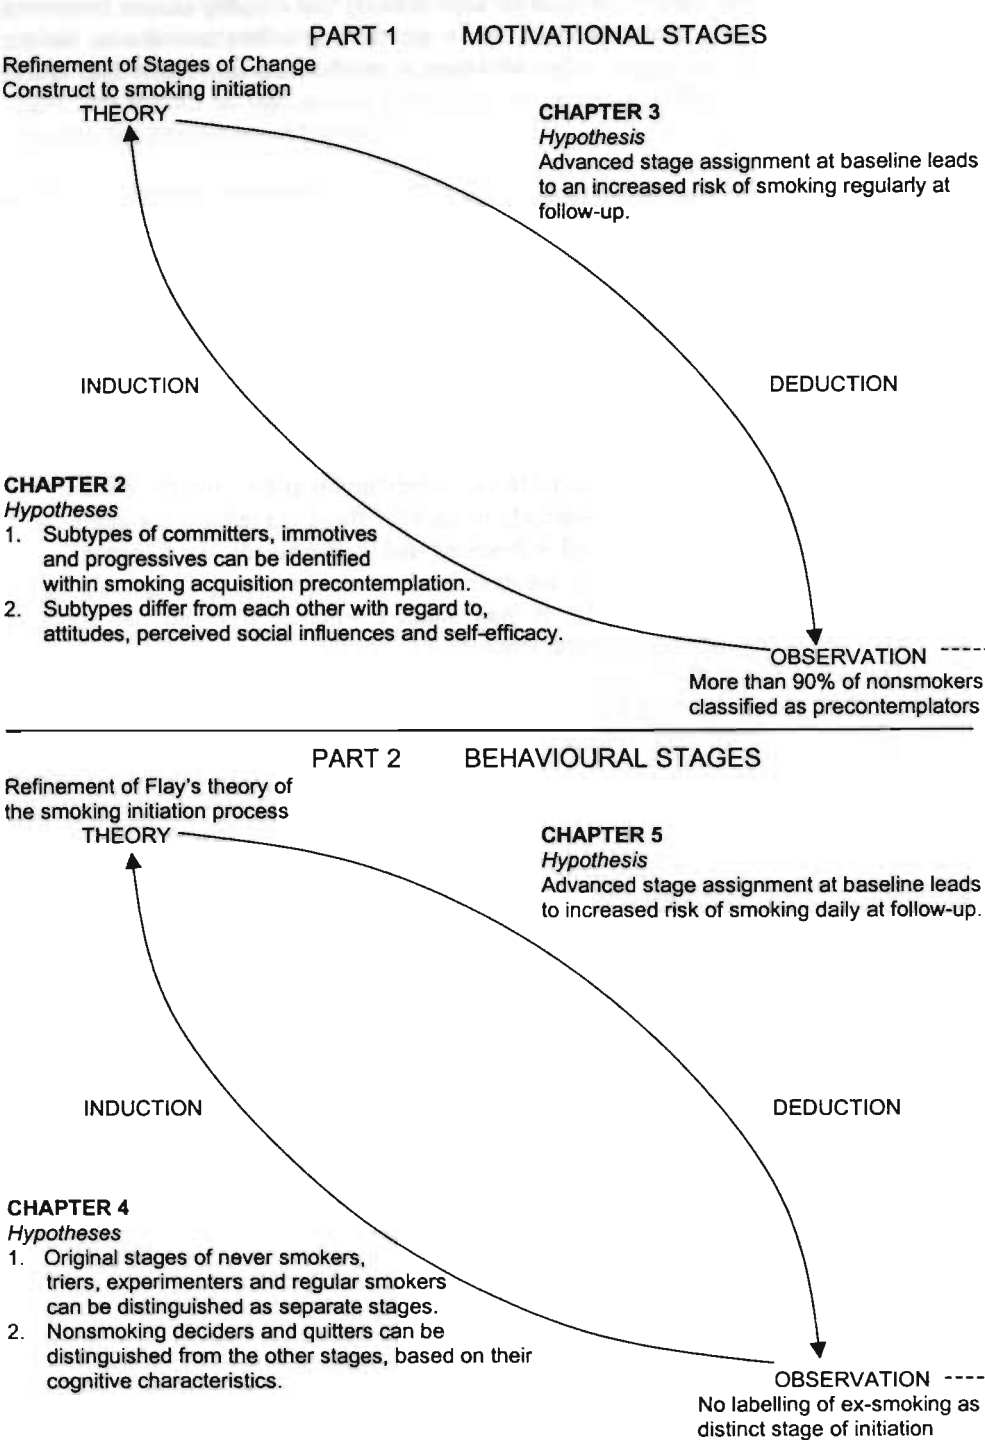 PART 1 MOTIVATIONAL STAGES
Refinement of Stages of Change
Construct to smoking initiation
THEORY
CHAPTER 3
Hypothesis
Advanced stage assignment at baseline leads
to an increased risk of smoking regularly at
follow-up.
INDUCTION
DEDUCTION
CHAPTER 2
Hypotheses
1. Subtypes of committers, immotives
and progressives can be identified
within smoking acquisition precontemplation.
2. Subtypes differ from each other with regard to,
attitudes, perceived social influences and self-efficacy.
OBSERVATION -----
More than 90% of nonsmokers
classified as precontemplators
PART 2 BEHAVIOURAL STAGES
Refinement of Flay's theory of
the smoking initiation process
THEORY
CHAPTER 5
Hypothesis
Advanced stage assignment at baseline leads
to increased risk of smoking daily at follow-up.
INDUCTION
DEDUCTION
CHAPTER 4
Hypotheses
1. Original stages of never smokers,
triers, experimenters and regular smokers
can be distinguished as separate stages.
2. Nonsmoking deciders and quitters can be
distinguished from the other stages, based on their
cognitive characteristics.
OBSERVATION ----
No labelling of ex-smoking as
distinct stage of initiation